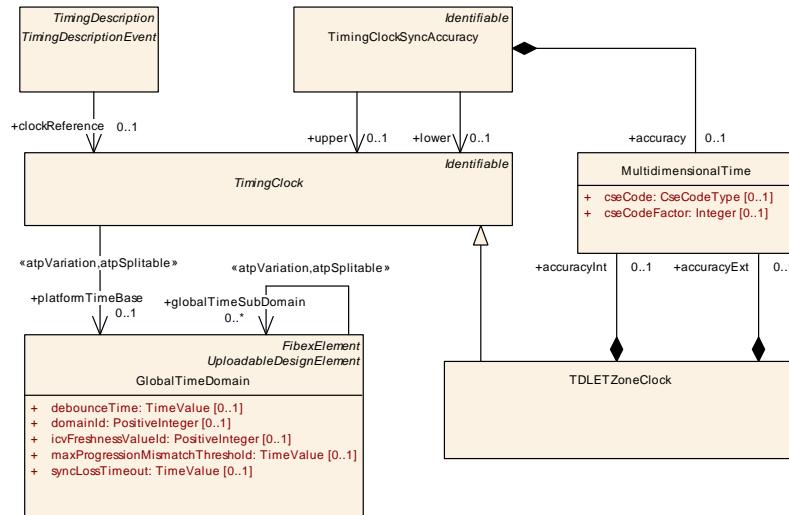 TimingDescription
TimingDescriptionEvent
Identifiable
TimingClockSyncAccuracy
+clockReference 0..1
+upper 0..1 +lower 0..1
+accuracy 0..1
Identifiable
TimingClock
MultidimensionalTime
+ cseCode: CseCodeType [0..1]
+ cseCodeFactor: Integer [0..1]
«atpVariation,atpSplitable» «atpVariation,atpSplitable»
+accuracyInt 0..1 +accuracyExt
+platformTimeBase 0..1
+globalTimeSubDomain 0..*
FibexElement
UploadableDesignElement
GlobalTimeDomain
TDLETZoneClock
+ debounceTime: TimeValue [0..1]
+ domainId: PositiveInteger [0..1]
+ icvFreshnessValueId: PositiveInteger [0..1]
+ maxProgressionMismatchThreshold: TimeValue [0..1]
+ syncLossTimeout: TimeValue [0..1]